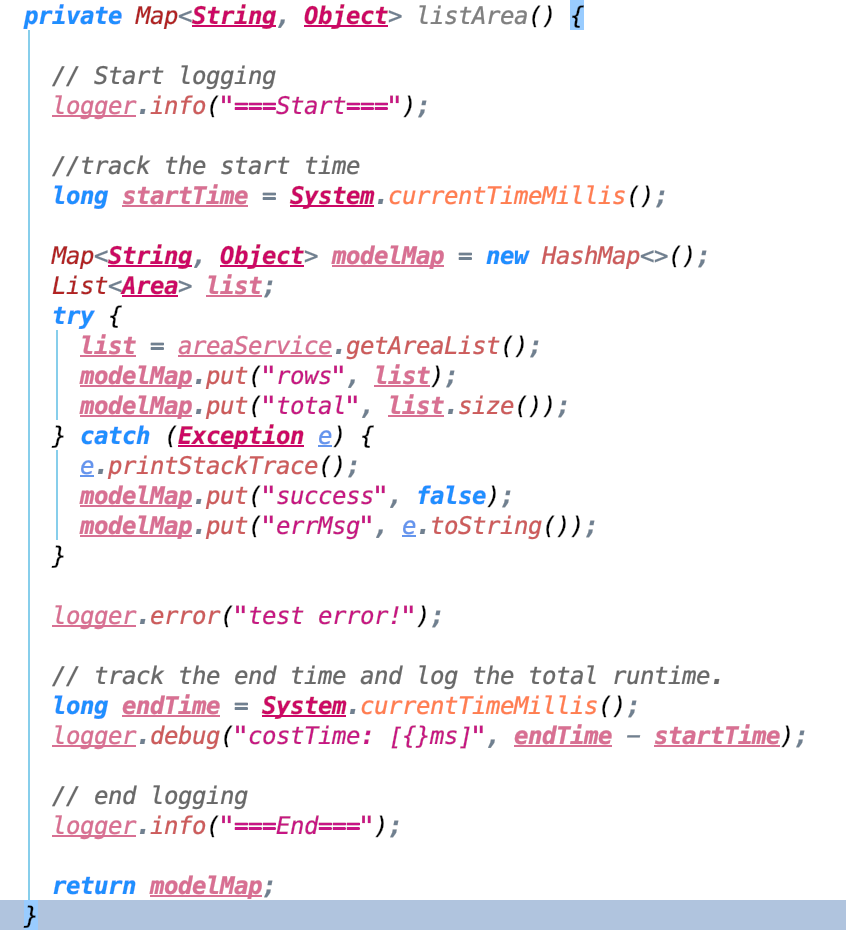 private Map<String, Object> listArea() {
// Start logging
logger.info("===Start===");
//track the start time
long startTime = System.currentTimeMillis();
Map<String, Object> modelMap = new HashMap<>();
List<Area> list;
try {
list = areaService.getAreaList();
modelMap.put("rows", list);
modelMap.put("total", list.size());
} catch (Exception e) {
e.printStackTrace();
modelMap.put("success", false);
modelMap.put("errMsg", e.toString());
}
logger.error("test error!");
// track the end time and log the total runtime.
long endTime = System.currentTimeMillis();
logger.debug("costTime: [{}ms]", endTime - startTime);
// end logging
logger.info("===End===");
return modelMap;
}